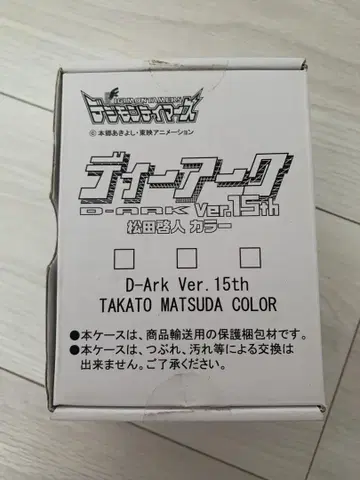 DIGIMON TAMERS
デジモンテイマーズ
© 本郷あきよし・東映アニメーション
ディーアーク
D-ARK Ver.15th
松田啓人 カラー
D-Ark Ver.15th
TAKATO MATSUDA COLOR
●本ケースは、商品輸送用の保護梱包材です。
●本ケースは、つぶれ、汚れ等による交換は
出来ません。ご了承ください。